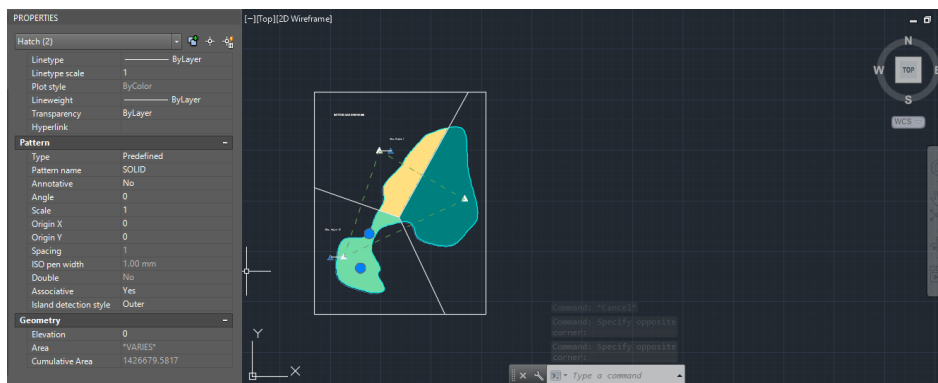 PROPERTIES
Hatch (2)
Linetype ByLayer
Linetype scale 1
Plot style ByColor
Lineweight ByLayer
Transparency ByLayer
Hyperlink
Pattern
Type Predefined
Pattern name SOLID
Annotative No
Angle 0
Scale 1
Origin X 0
Origin Y 0
Spacing 1
ISO pen width 1.00 mm
Double No
Associative Yes
Island detection style Outer
Geometry
Elevation 0
Area *VARIES*
Cumulative Area 1426679.5817
[−][Top][2D Wireframe]
N
W TOP E
S
WCS
Y
X
Command: *Cancel*
Command: Specify opposite
corner:
Command: Specify opposite
corner:
Type a command